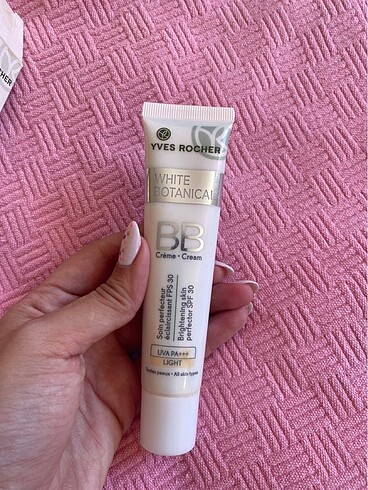 YVES ROCHER
WHITE
BOTANICAL
BB
Crème • Cream
Soin perfecteur
éclaircissant FPS 30
Brightening skin
perfector SPF 30
UVA PA+++
LIGHT
Toutes peaux • All skin types